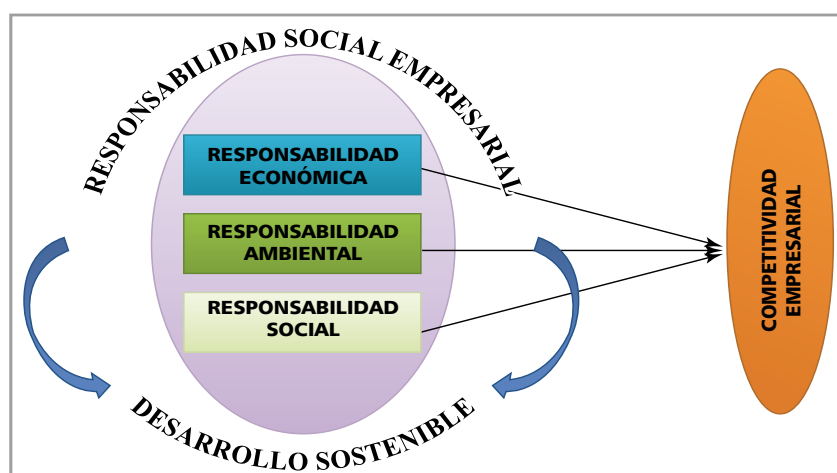 RESPONSABILIDAD SOCIAL EMPRESARIAL
RESPONSABILIDAD
ECONÓMICA
RESPONSABILIDAD
AMBIENTAL
RESPONSABILIDAD
SOCIAL
DESARROLLO SOSTENIBLE
COMPETITIVIDAD
EMPRESARIAL